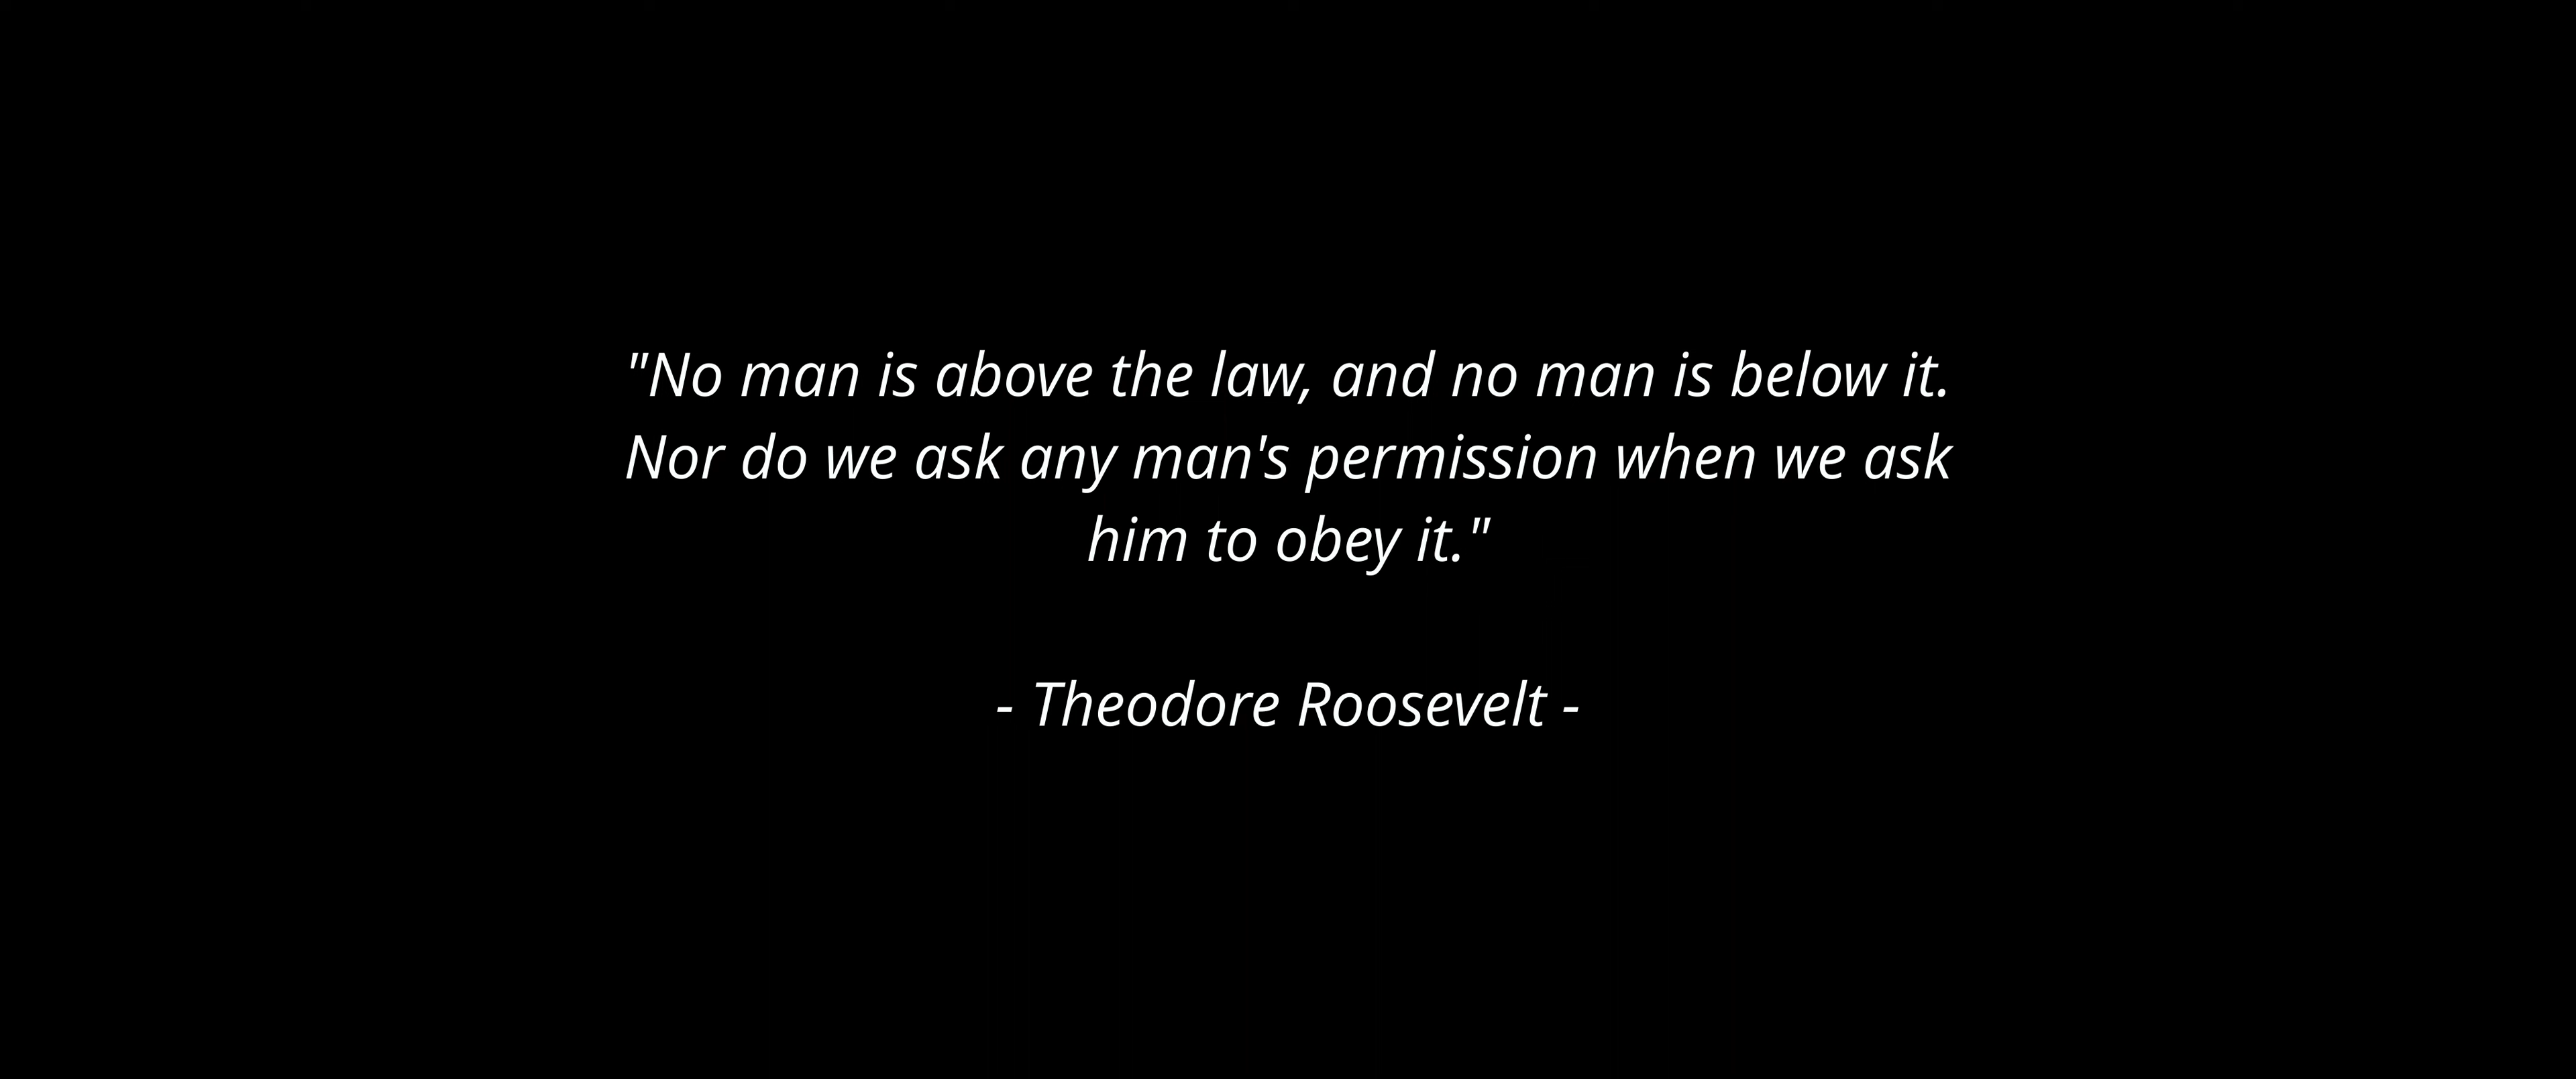 "No man is above the law, and no man is below it.
Nor do we ask any man's permission when we ask
him to obey it."
- Theodore Roosevelt -